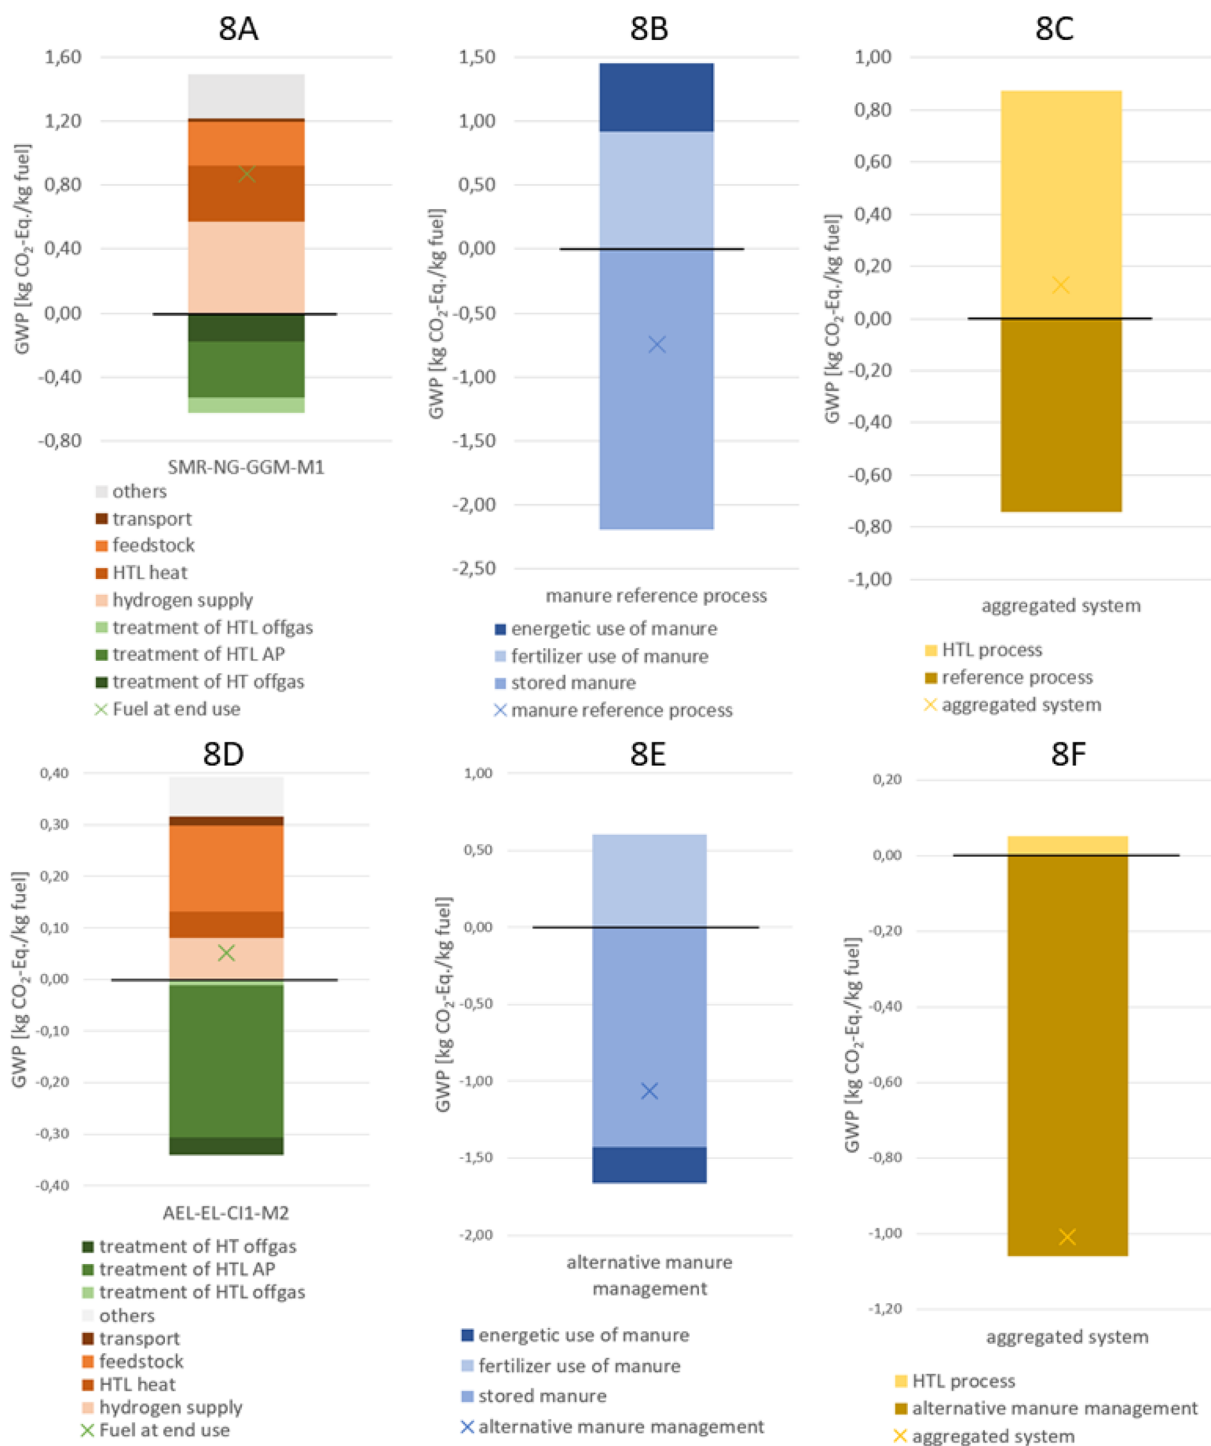 8A
1,60
1,20
0,80
0,40
0,00
-0,40
-0,80
GWP [kg CO₂-Eq./kg fuel]
SMR-NG-GGM-M1
others
transport
feedstock
HTL heat
hydrogen supply
treatment of HTL offgas
treatment of HTL AP
treatment of HT offgas
Fuel at end use
8B
1,50
1,00
0,50
0,00
-0,50
-1,00
-1,50
-2,00
-2,50
GWP [kg CO₂-Eq./kg fuel]
manure reference process
energetic use of manure
fertilizer use of manure
stored manure
manure reference process
8C
1,00
0,80
0,60
0,40
0,20
0,00
-0,20
-0,40
-0,60
-0,80
-1,00
GWP [kg CO₂-Eq./kg fuel]
aggregated system
HTL process
reference process
aggregated system
8D
0,40
0,30
0,20
0,10
0,00
-0,10
-0,20
-0,30
-0,40
GWP [kg CO₂-Eq./kg fuel]
AEL-EL-CI1-M2
treatment of HT offgas
treatment of HTL AP
treatment of HTL offgas
others
transport
feedstock
HTL heat
hydrogen supply
Fuel at end use
8E
1,00
0,50
0,00
-0,50
-1,00
-1,50
-2,00
GWP [kg CO₂-Eq./kg fuel]
alternative manure
management
energetic use of manure
fertilizer use of manure
stored manure
alternative manure management
8F
0,20
0,00
-0,20
-0,40
-0,60
-0,80
-1,00
-1,20
GWP [kg CO₂-Eq./kg fuel]
aggregated system
HTL process
alternative manure management
aggregated system